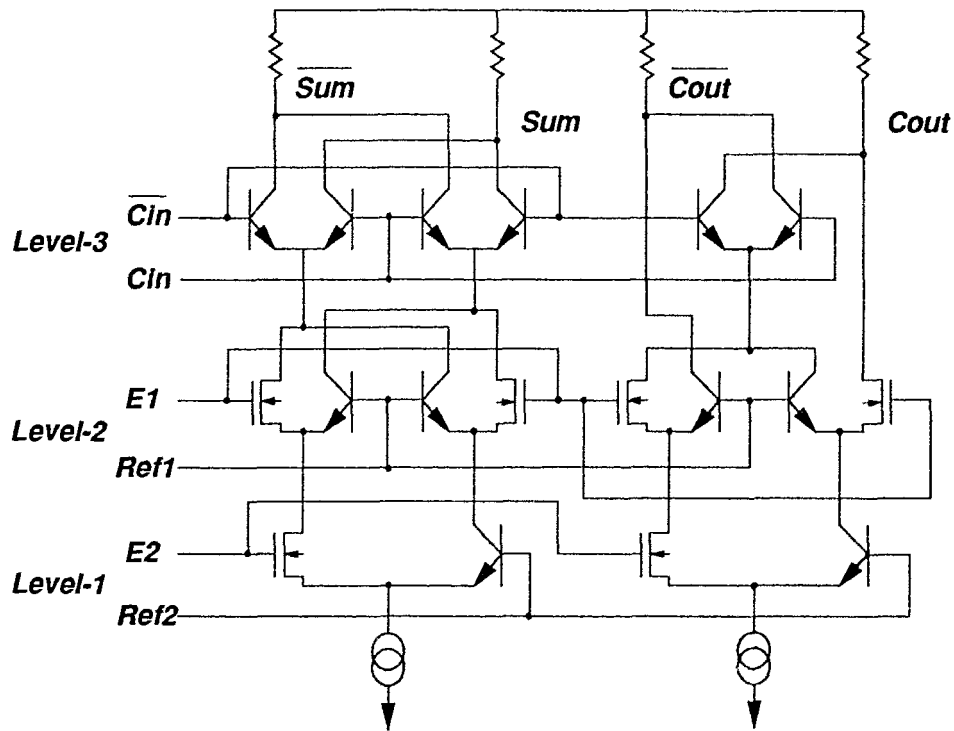 Sum
Sum
Cout
Cout
Cin
Level-3
Cin
E1
Level-2
Ref1
E2
Level-1
Ref2